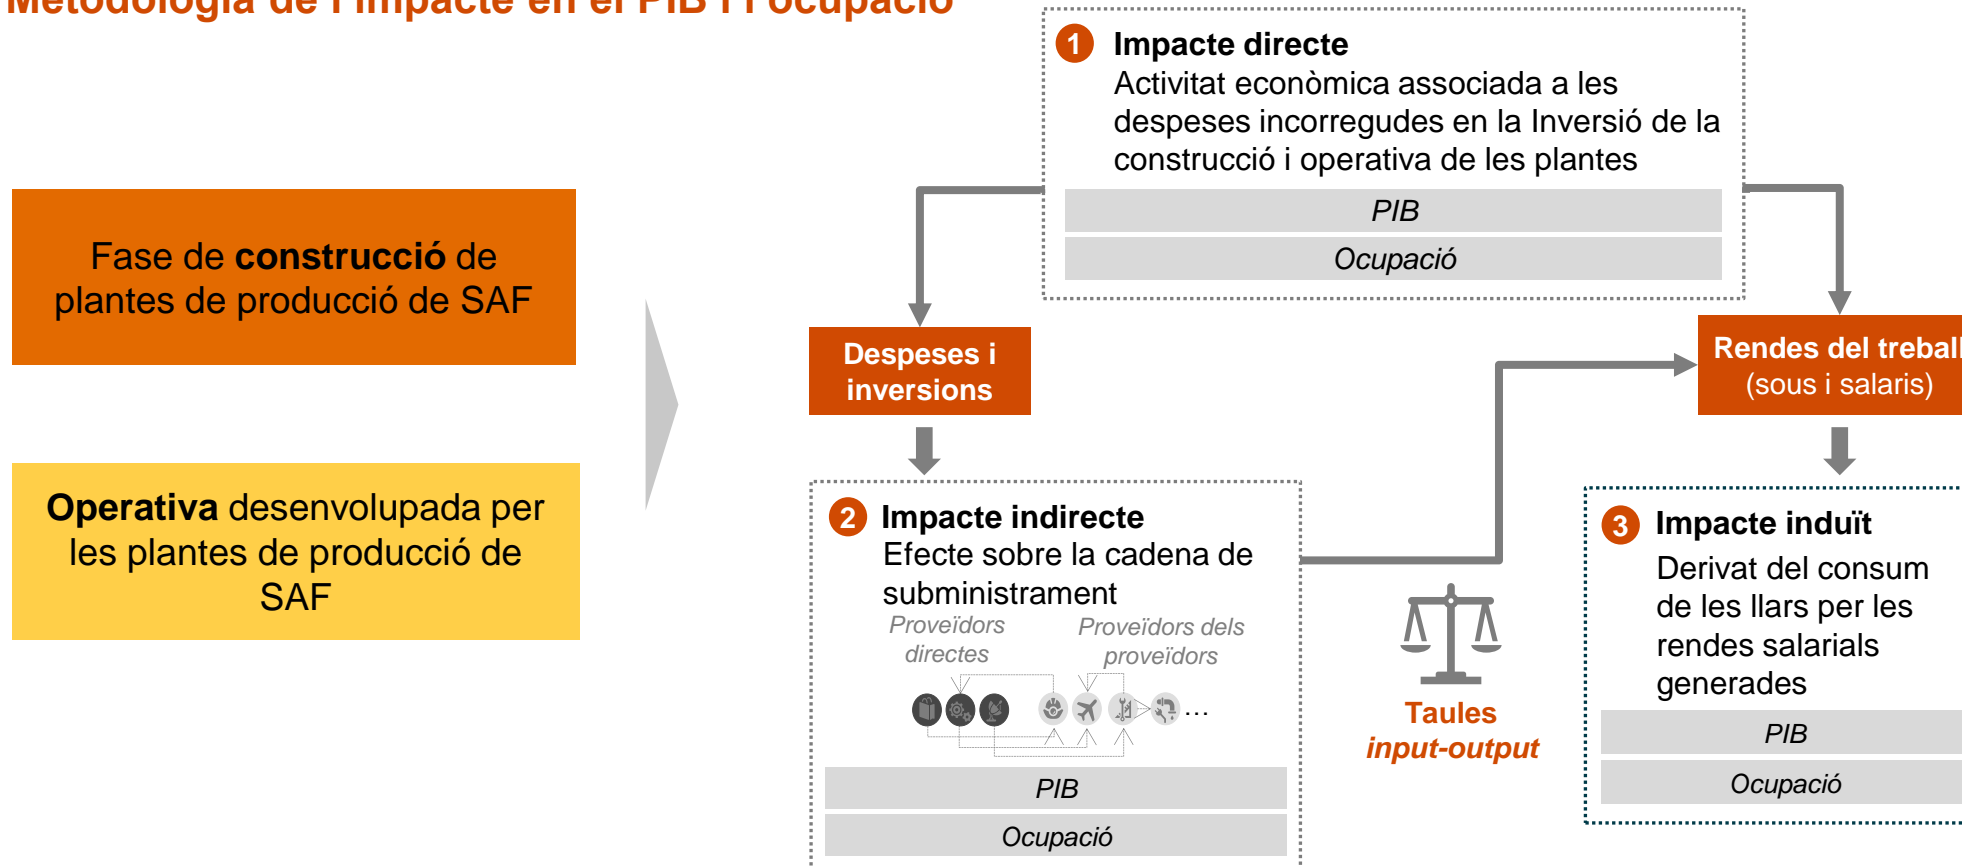 Metodologia de l'impacte en el PIB i l'ocupació
Fase de construcció de
plantes de producció de SAF
Operativa desenvolupada per
les plantes de producció de
SAF
1 Impacte directe
Activitat econòmica associada a les
despeses incorregudes en la Inversió de la
construcció i operativa de les plantes
PIB
Ocupació
Despeses i
inversions
Rendes del treball
(sous i salaris)
2 Impacte indirecte
Efecte sobre la cadena de
subministrament
Proveïdors
directes
Proveïdors dels
proveïdors
...
PIB
Ocupació
Taules
input-output
3 Impacte induït
Derivat del consum
de les llars per les
rendes salarials
generades
PIB
Ocupació